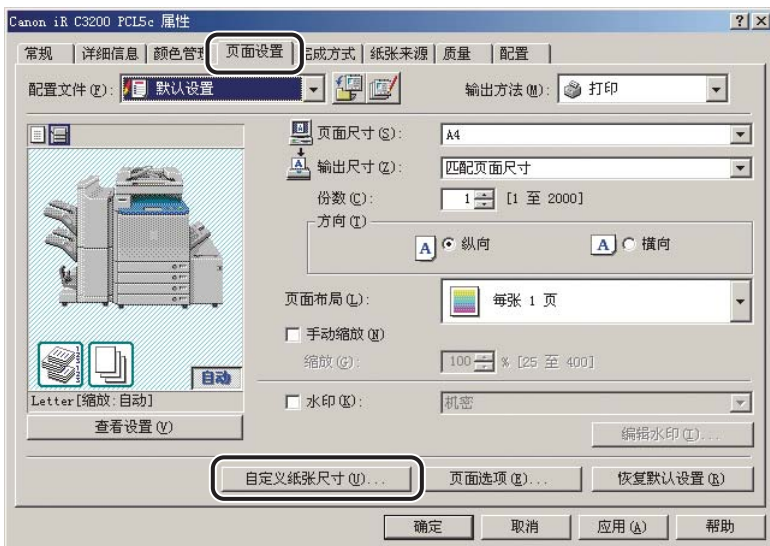 Canon iR C3200 PCL5c 属性
常规 详细信息 颜色管理 页面设置 完成方式 纸张来源 质量 配置
配置文件(F): 默认设置 输出方法(M): 打印
页面尺寸(S): A4
输出尺寸(Z): 匹配页面尺寸
份数(C): 1 [1 至 2000]
方向(T)
A 纵向 A 横向
页面布局(L): 每张 1 页
手动缩放(N)
缩放(G): 100 % [25 至 400]
自动
Letter[缩放:自动]
水印(K): 机密
查看设置(V)
编辑水印(I)...
自定义纸张尺寸(U)... 页面选项(E)... 恢复默认设置(R)
确定 取消 应用(A) 帮助